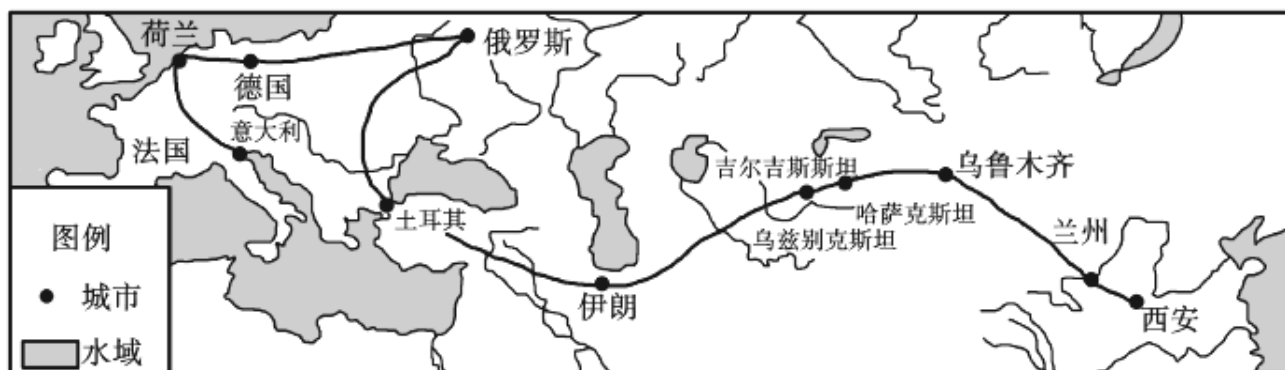 荷兰
俄罗斯
德国
意大利
法国
吉尔吉斯斯坦
乌鲁木齐
哈萨克斯坦
土耳其
乌兹别克斯坦
兰州
伊朗
西安
图例
城市
水域